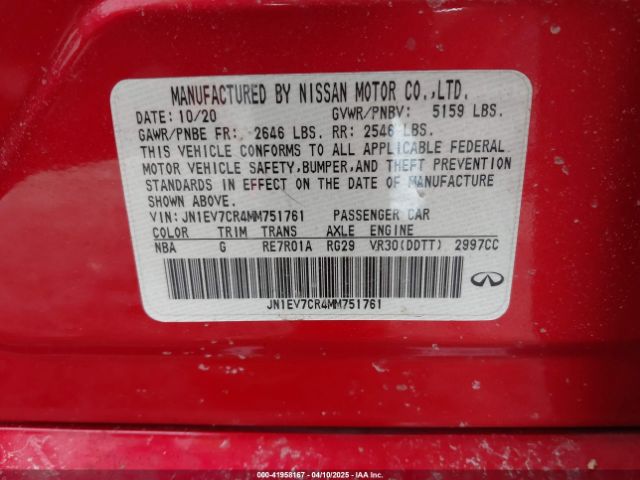 MANUFACTURED BY NISSAN MOTOR CO.,LTD.
DATE: 10/20 GVWR/PNBV: 5159 LBS.
GAWR/PNBE FR: 2646 LBS. RR: 2546 LBS.
THIS VEHICLE CONFORMS TO ALL APPLICABLE FEDERAL
MOTOR VEHICLE SAFETY, BUMPER, AND THEFT PREVENTION
STANDARDS IN EFFECT ON THE DATE OF MANUFACTURE
SHOWN ABOVE.
VIN: JN1EV7CR4MM751761 PASSENGER CAR
COLOR TRIM TRANS AXLE ENGINE
NBA G RE7R01A RG29 VR30(DDTT) 2997CC
JN1EV7CR4MM751761
INFINITI
000-41958167 - 04/10/2025 - IAA Inc.